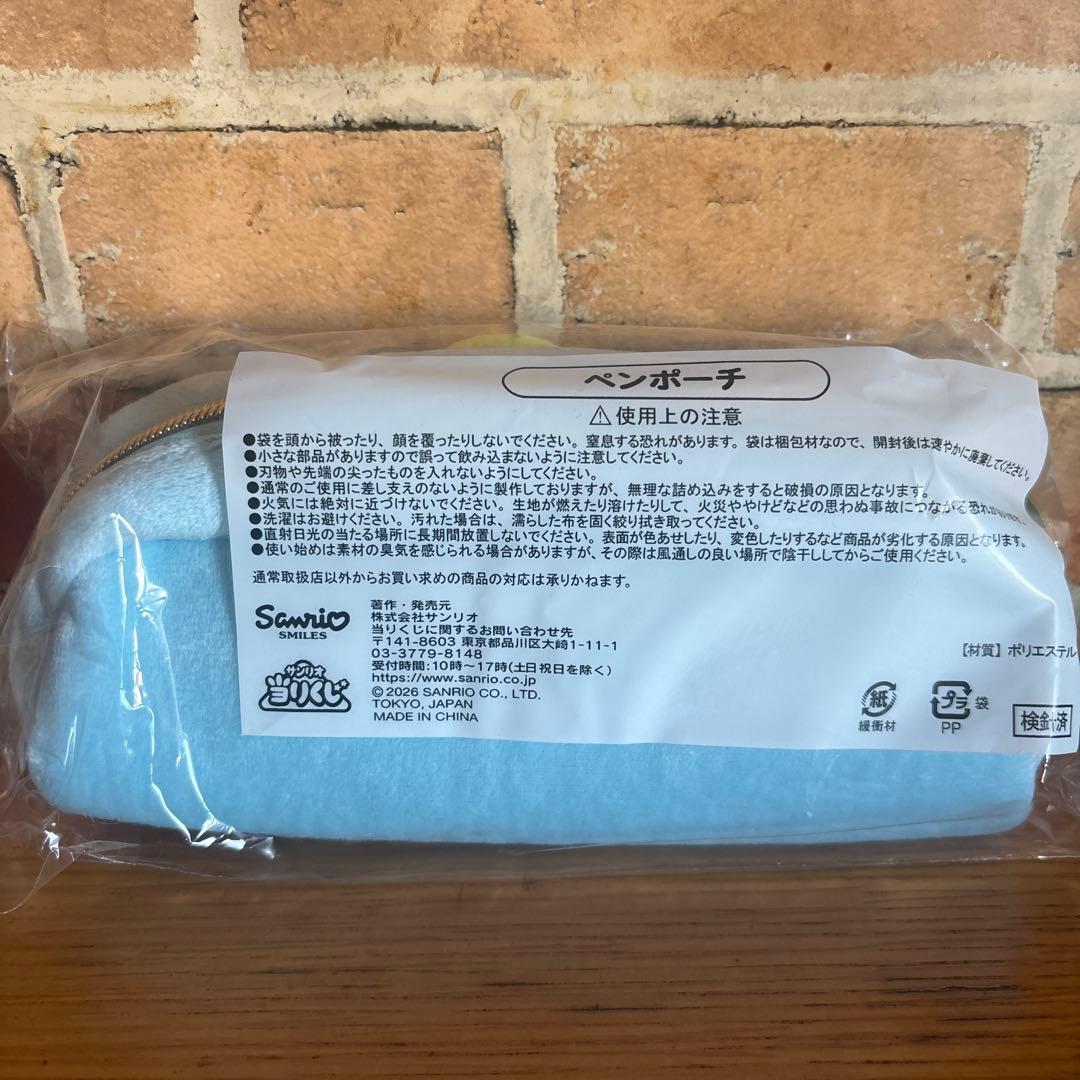 ペンポーチ
⚠使用上の注意
●袋を頭から被ったり、顔を覆ったりしないでください。窒息する恐れがあります。袋は梱包材なので、開封後は速やかに廃棄してください。
●小さな部品がありますので誤って飲み込まないように注意してください。
●刃物や先端の尖ったものを入れないようにしてください。
●通常のご使用に差し支えのないように製作しておりますが、無理な詰め込みをすると破損の原因となります。
●火気には絶対に近づけないでください。生地が燃えたり溶けたりして、火災ややけどなどの思わぬ事故につながる恐れが
●洗濯はお避けください。汚れた場合は、濡らした布を固く絞り拭き取ってください。
●直射日光の当たる場所に長期間放置しないでください。表面が色あせたり、変色したりするなど商品が劣化する原因となります。
●使い始めは素材の臭気を感じられる場合がありますが、その際は風通しの良い場所で陰干ししてからご使用ください。
通常取扱店以外からお買い求めの商品の対応は承りかねます。
Sanrio
SMILES
サンリオ
当りくじ
著作・発売元
株式会社サンリオ
当りくじに関するお問い合わせ先
〒141-8603 東京都品川区大崎1-11-1
03-3779-8148
受付時間:10時～17時(土日祝日を除く)
https://www.sanrio.co.jp
© 2026 SANRIO CO., LTD.
TOKYO, JAPAN
MADE IN CHINA
【材質】ポリエステル
紙
緩衝材
プラ
袋
PP
検針済